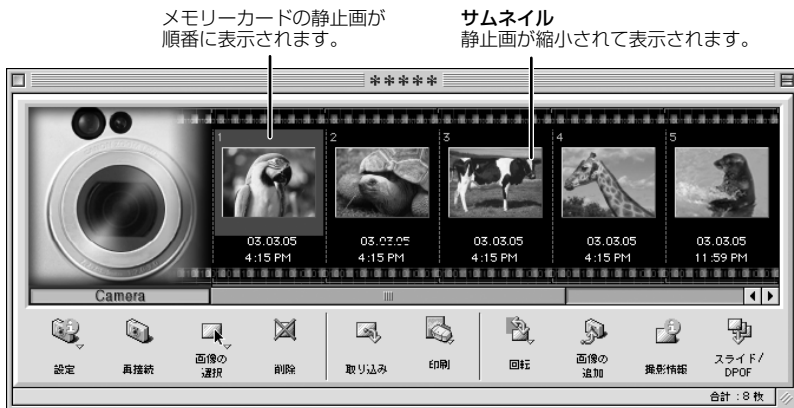 メモリーカードの静止画が
順番に表示されます。
サムネイル
静止画が縮小されて表示されます。
*****
1
2
3
4
5
03.03.05
4:15 PM
03.03.05
4:15 PM
03.03.05
4:15 PM
03.03.05
4:15 PM
03.03.05
11:59 PM
Camera
設定
再接続
画像の
選択
削除
取り込み
印刷
回転
画像の
追加
撮影情報
スライド/
DPOF
合計:8枚